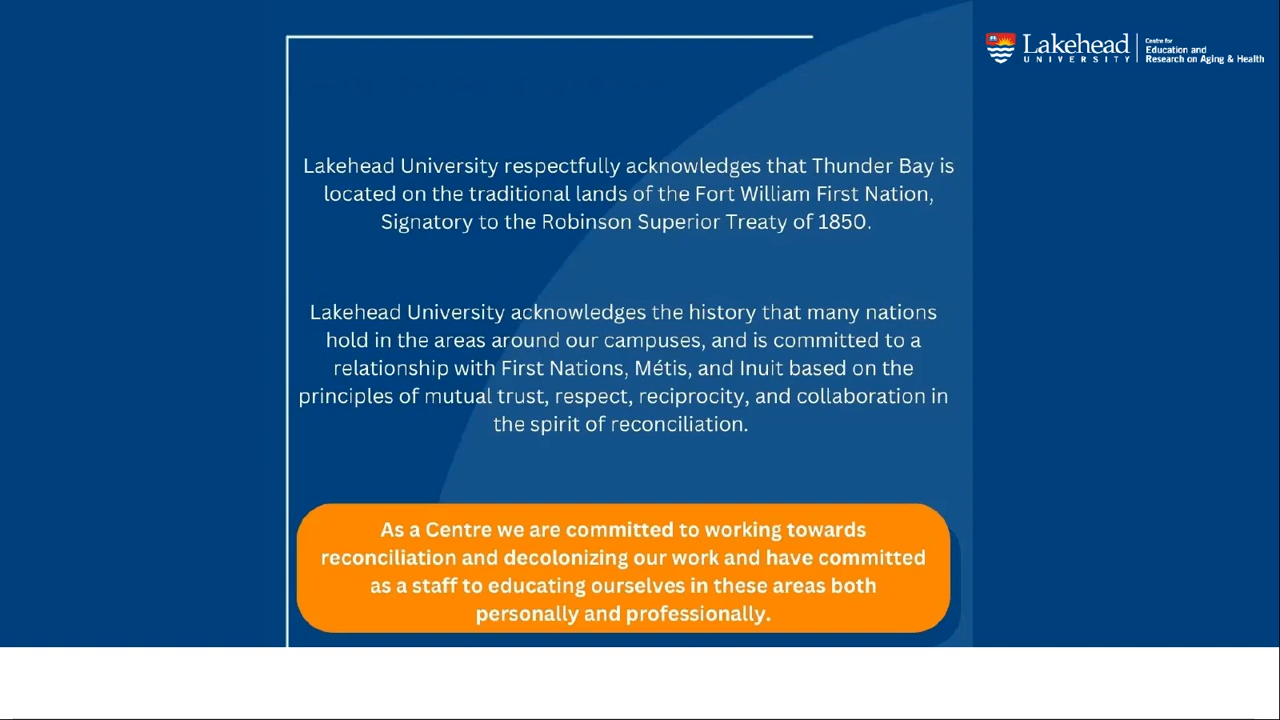 Lakehead
UNIVERSITY
Centre for
Education and
Research on Aging & Health
Lakehead University respectfully acknowledges that Thunder Bay is
located on the traditional lands of the Fort William First Nation,
Signatory to the Robinson Superior Treaty of 1850.
Lakehead University acknowledges the history that many nations
hold in the areas around our campuses, and is committed to a
relationship with First Nations, Métis, and Inuit based on the
principles of mutual trust, respect, reciprocity, and collaboration in
the spirit of reconciliation.
As a Centre we are committed to working towards
reconciliation and decolonizing our work and have committed
as a staff to educating ourselves in these areas both
personally and professionally.